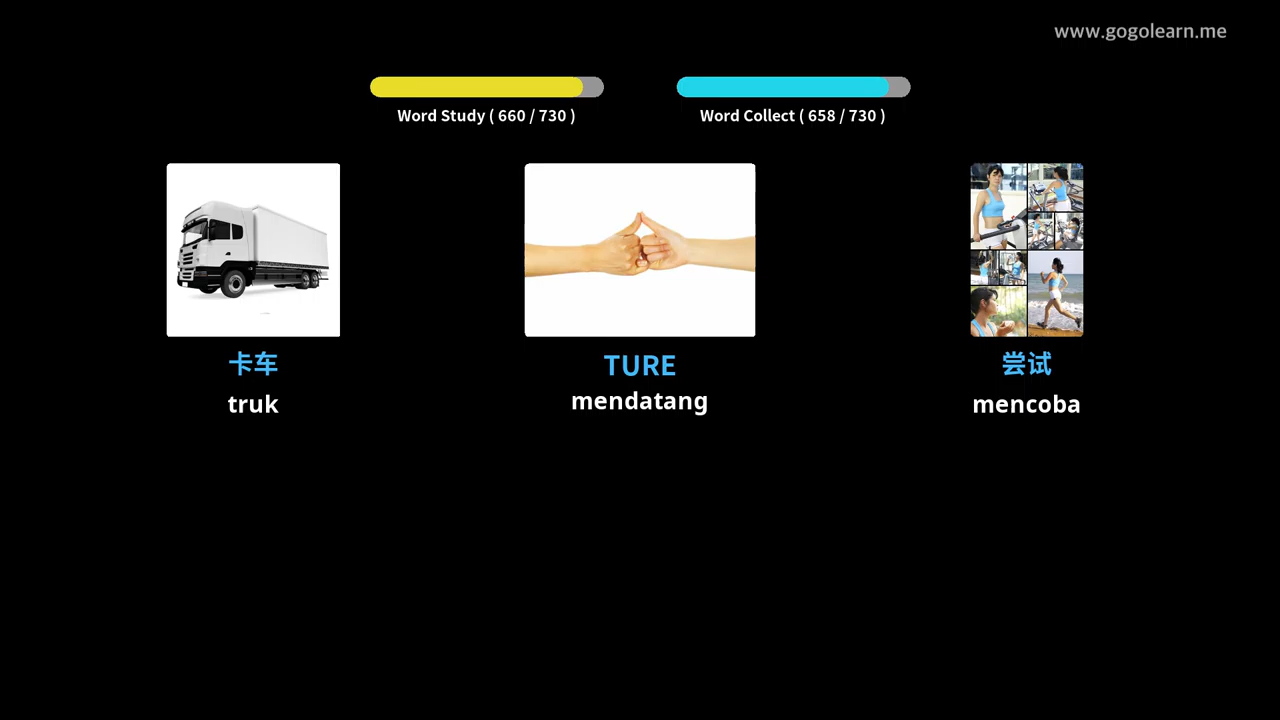 www.gogolearn.me
Word Study ( 660 / 730 )
Word Collect ( 658 / 730 )
卡车
truk
TURE
mendatang
尝试
mencoba